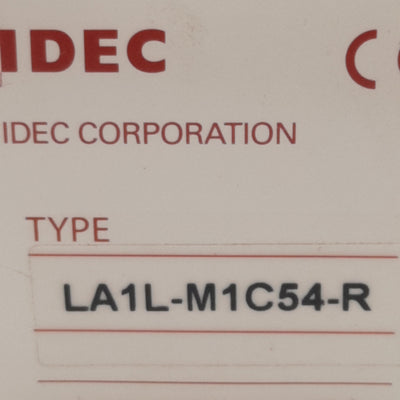 IDEC
IDEC CORPORATION
TYPE
LA1L-M1C54-R